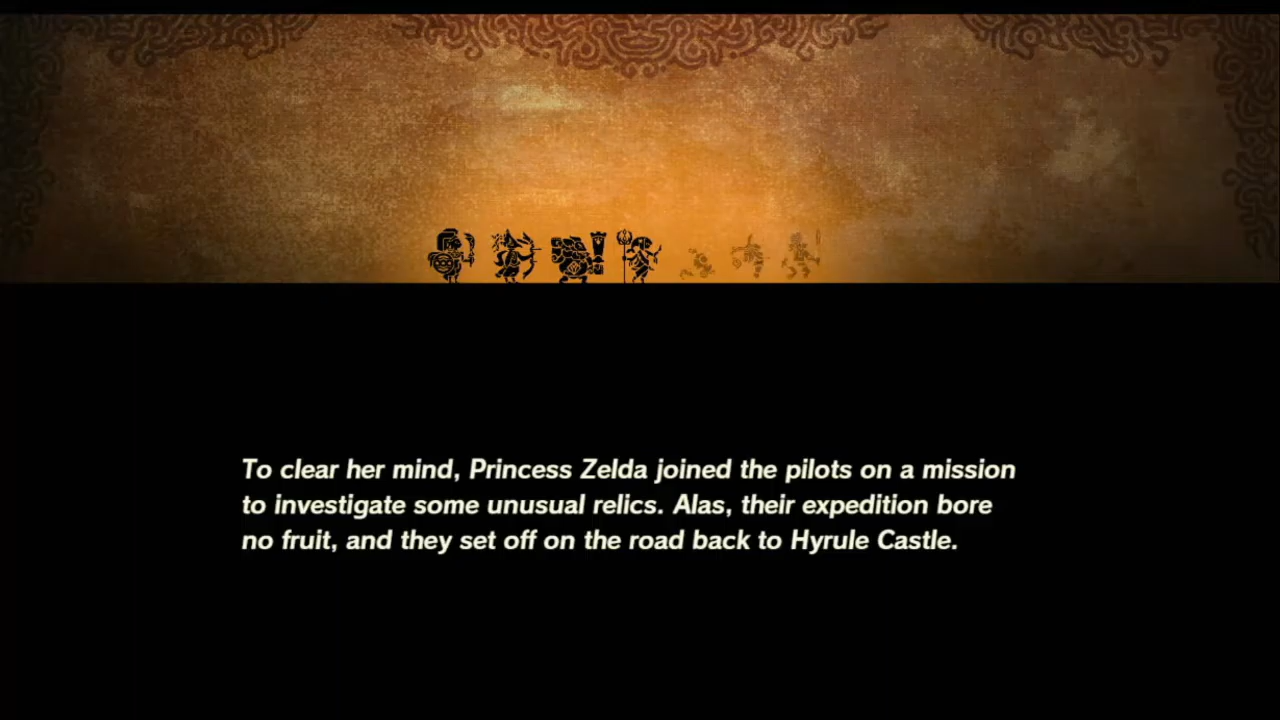 To clear her mind, Princess Zelda joined the pilots on a mission
to investigate some unusual relics. Alas, their expedition bore
no fruit, and they set off on the road back to Hyrule Castle.